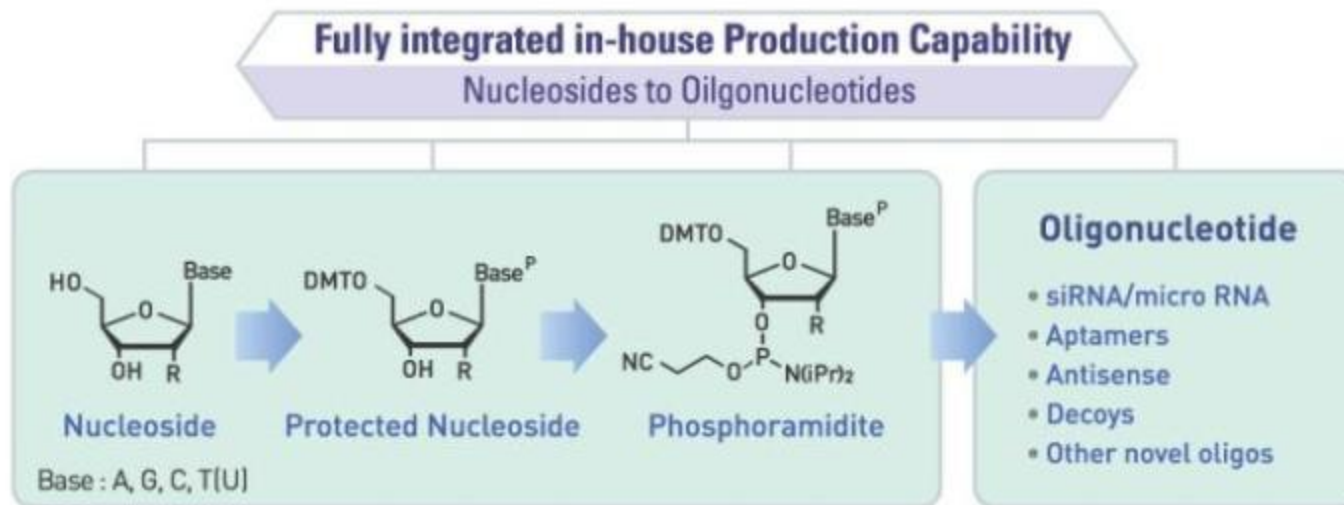 Fully integrated in-house Production Capability
Nucleosides to Oilgonucleotides
HO
Base
O
OH R
Nucleoside
Base : A, G, C, T(U)
DMTO
Base^P
O
OH R
Protected Nucleoside
DMTO
Base^P
O
O R
NC O P N(iPr)₂
Phosphoramidite
Oligonucleotide
• siRNA/micro RNA
• Aptamers
• Antisense
• Decoys
• Other novel oligos